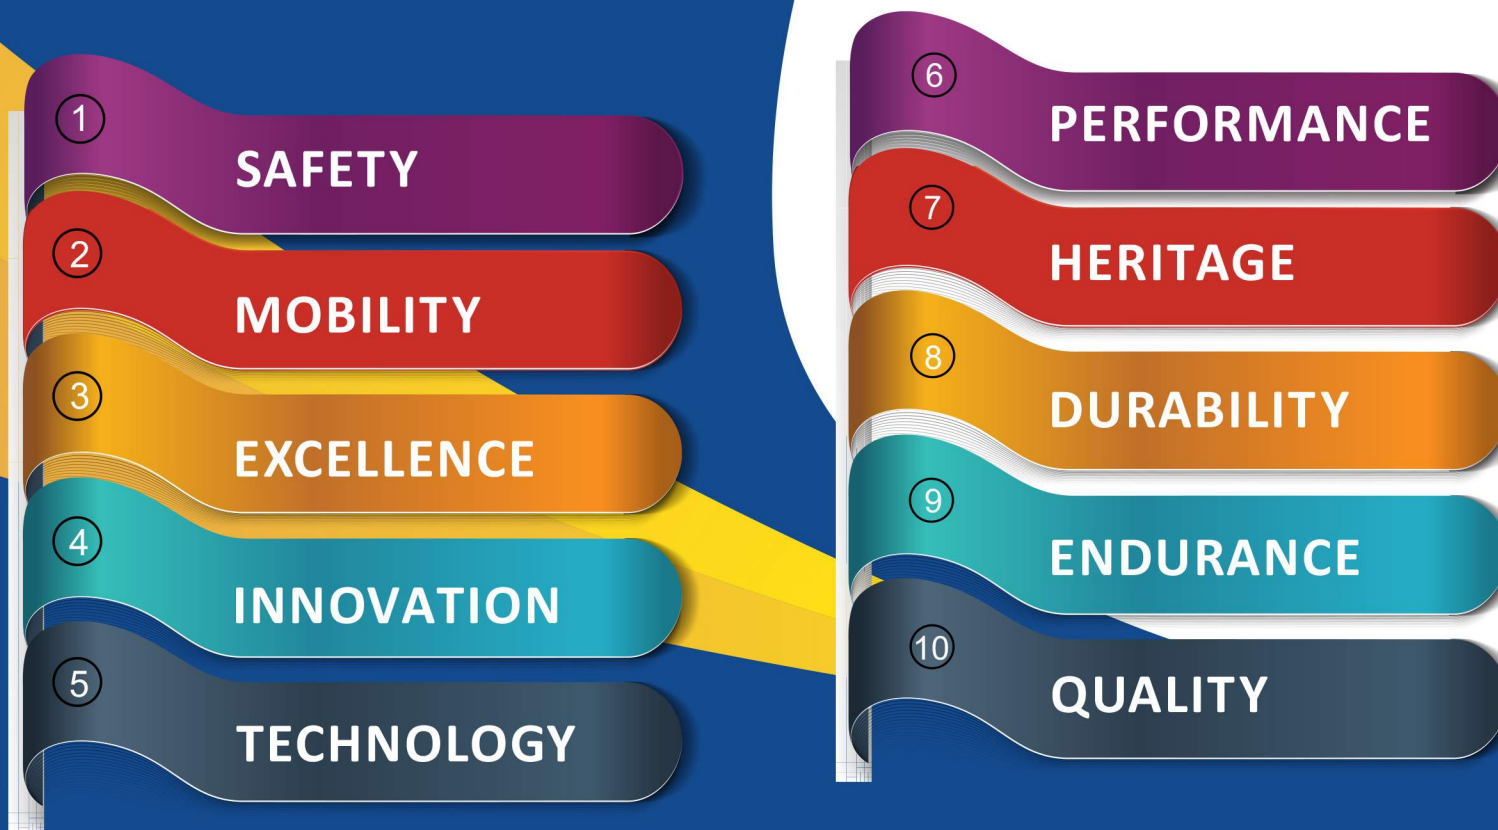 1
SAFETY
2
MOBILITY
3
EXCELLENCE
4
INNOVATION
5
TECHNOLOGY
6
PERFORMANCE
7
HERITAGE
8
DURABILITY
9
ENDURANCE
10
QUALITY